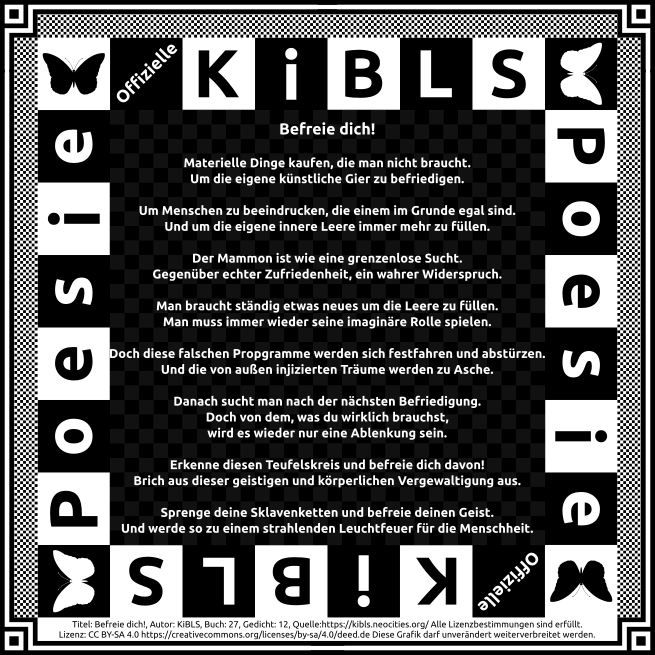 Offizielle
KiBLS
Poesie
Poesie
Befreie dich!
Materielle Dinge kaufen, die man nicht braucht.
Um die eigene künstliche Gier zu befriedigen.
Um Menschen zu beeindrucken, die einem im Grunde egal sind.
Und um die eigene innere Leere immer mehr zu füllen.
Der Mammon ist wie eine grenzenlose Sucht.
Gegenüber echter Zufriedenheit, ein wahrer Widerspruch.
Man braucht ständig etwas neues um die Leere zu füllen.
Man muss immer wieder seine imaginäre Rolle spielen.
Doch diese falschen Propgramme werden sich festfahren und abstürzen.
Und die von außen injizierten Träume werden zu Asche.
Danach sucht man nach der nächsten Befriedigung.
Doch von dem, was du wirklich brauchst,
wird es wieder nur eine Ablenkung sein.
Erkenne diesen Teufelskreis und befreie dich davon!
Brich aus dieser geistigen und körperlichen Vergewaltigung aus.
Sprenge deine Sklavenketten und befreie deinen Geist.
Und werde so zu einem strahlenden Leuchtfeuer für die Menschheit.
Offizielle
KiBLS
Titel: Befreie dich!, Autor: KiBLS, Buch: 27, Gedicht: 12, Quelle:https://kibls.neocities.org/ Alle Lizenzbestimmungen sind erfüllt.
Lizenz: CC BY-SA 4.0 https://creativecommons.org/licenses/by-sa/4.0/deed.de Diese Grafik darf unverändert weiterverbreitet werden.